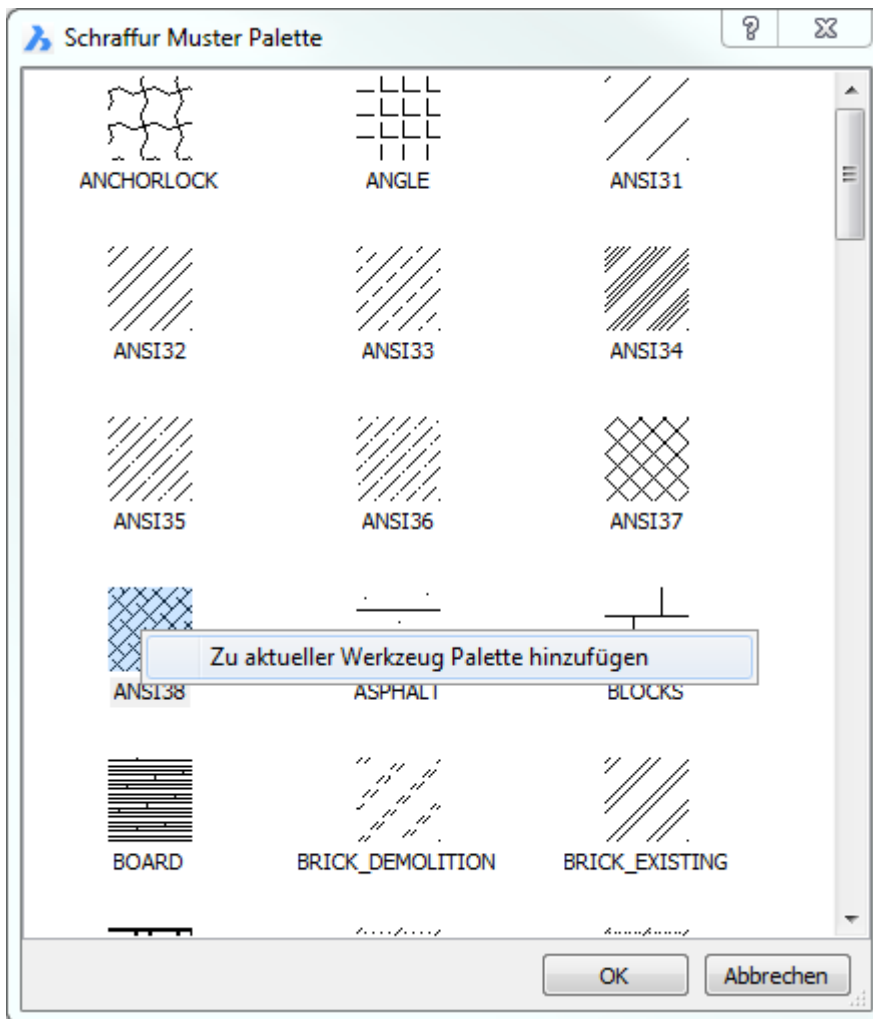 Schraffur Muster Palette
ANCHORLOCK ANGLE ANSI31
ANSI32 ANSI33 ANSI34
ANSI35 ANSI36 ANSI37
Zu aktueller Werkzeug Palette hinzufügen
ANSI38 ASPHALT BLOCKS
BOARD BRICK_DEMOLITION BRICK_EXISTING
OK Abbrechen